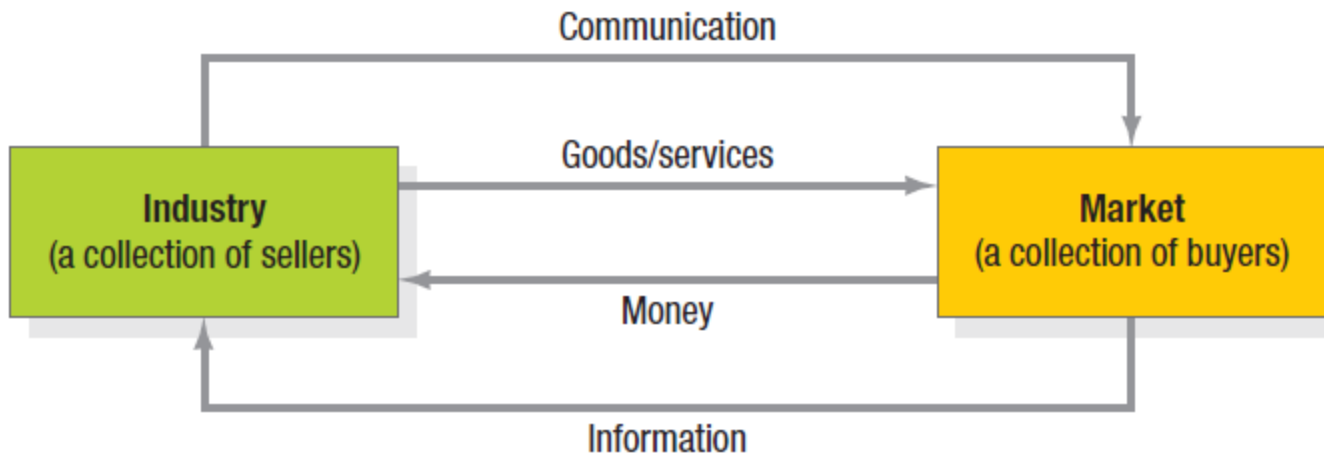 Communication
Goods/services
Industry
(a collection of sellers)
Market
(a collection of buyers)
Money
Information